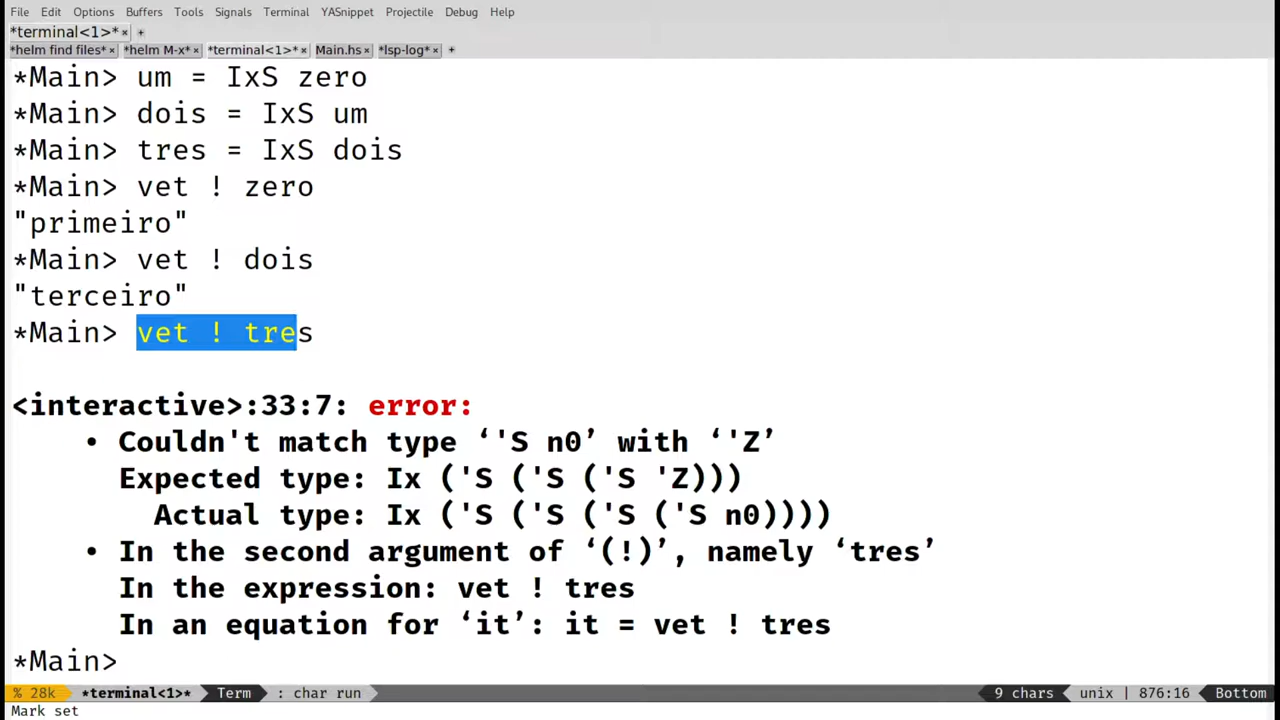 File Edit Options Buffers Tools Signals Terminal YASnippet Projectile Debug Help
*terminal<1>*× +
*helm find files*× *helm M-x*× *terminal<1>*× Main.hs× *lsp-log*× +
*Main> um = IxS zero
*Main> dois = IxS um
*Main> tres = IxS dois
*Main> vet ! zero
"primeiro"
*Main> vet ! dois
"terceiro"
*Main> vet ! tres
<interactive>:33:7: error:
• Couldn't match type ‘'S n0’ with ‘'Z’
Expected type: Ix ('S ('S ('S 'Z)))
Actual type: Ix ('S ('S ('S ('S n0))))
• In the second argument of ‘(!)’, namely ‘tres’
In the expression: vet ! tres
In an equation for ‘it’: it = vet ! tres
*Main>
% 28k *terminal<1>* Term : char run 9 chars unix | 876:16 Bottom
Mark set